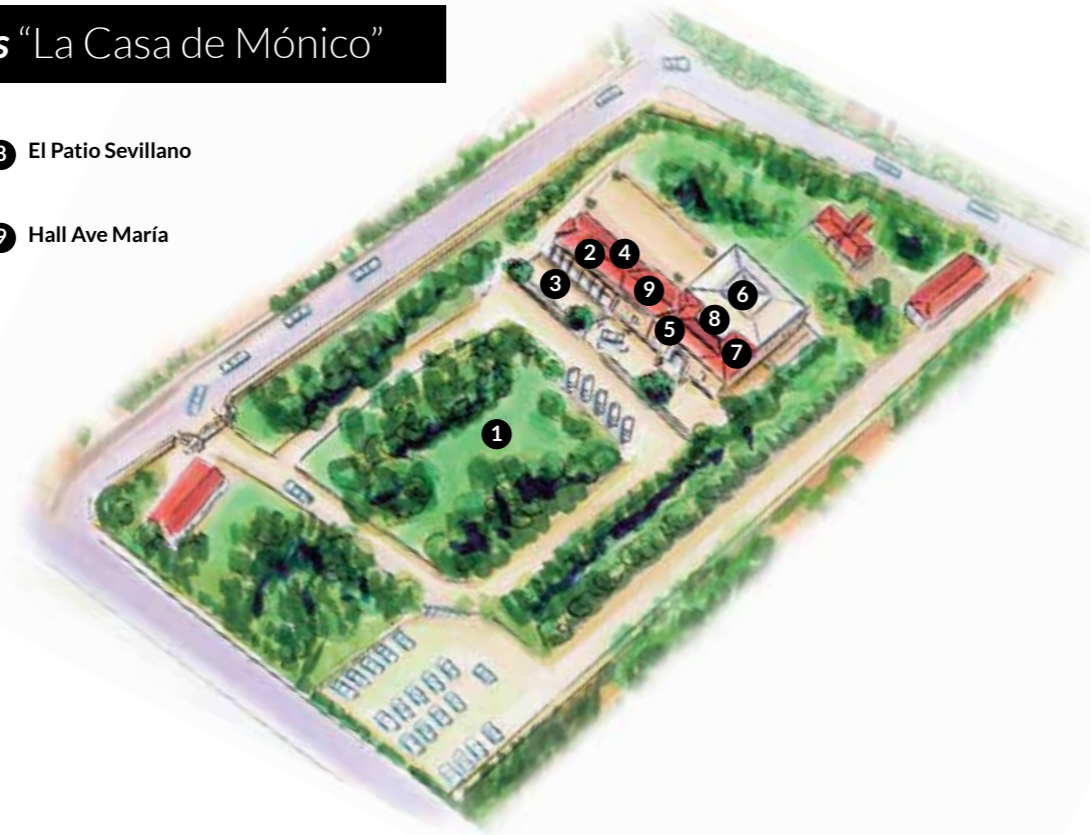 s “La Casa de Mónico”
8 El Patio Sevillano
9 Hall Ave María
2 4
3 9 6
5 8
7
1